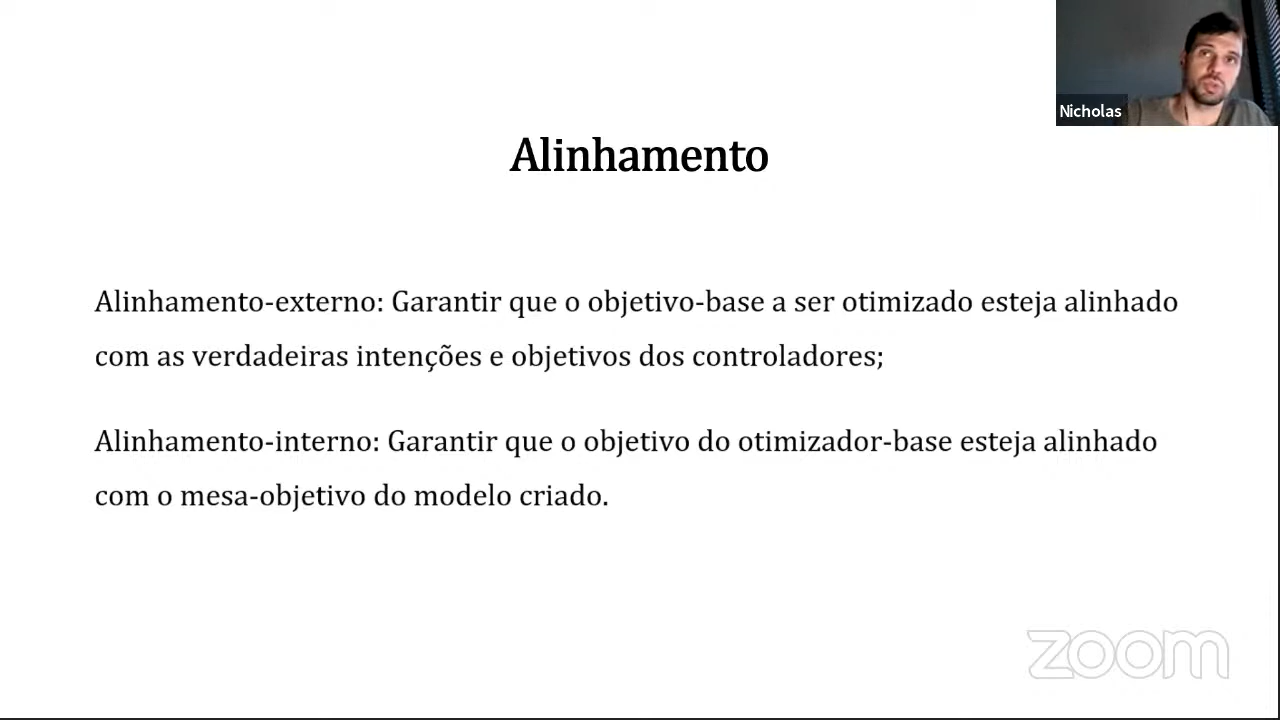 Nicholas
Alinhamento
Alinhamento-externo: Garantir que o objetivo-base a ser otimizado esteja alinhado
com as verdadeiras intenções e objetivos dos controladores;
Alinhamento-interno: Garantir que o objetivo do otimizador-base esteja alinhado
com o mesa-objetivo do modelo criado.
zoom